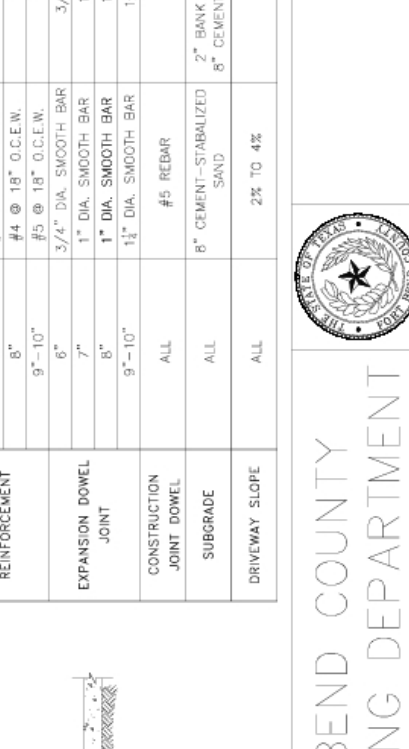 REINFORCEMENT
8" #4 @ 18" O.C.E.W.
9"-10" #5 @ 18" O.C.E.W.
EXPANSION DOWEL
JOINT
6" 3/4" DIA. SMOOTH BAR 3/
7" 1" DIA. SMOOTH BAR
8" 1" DIA. SMOOTH BAR
9"-10" 1½" DIA. SMOOTH BAR
CONSTRUCTION
JOINT DOWEL
ALL #5 REBAR
SUBGRADE
ALL 8" CEMENT-STABALIZED
SAND
2" BANK
8" CEMENT
DRIVEWAY SLOPE ALL 2% TO 4%
THE STATE OF TEXAS
FORT BEND COUNTY
BEND COUNTY
NG DEPARTMENT